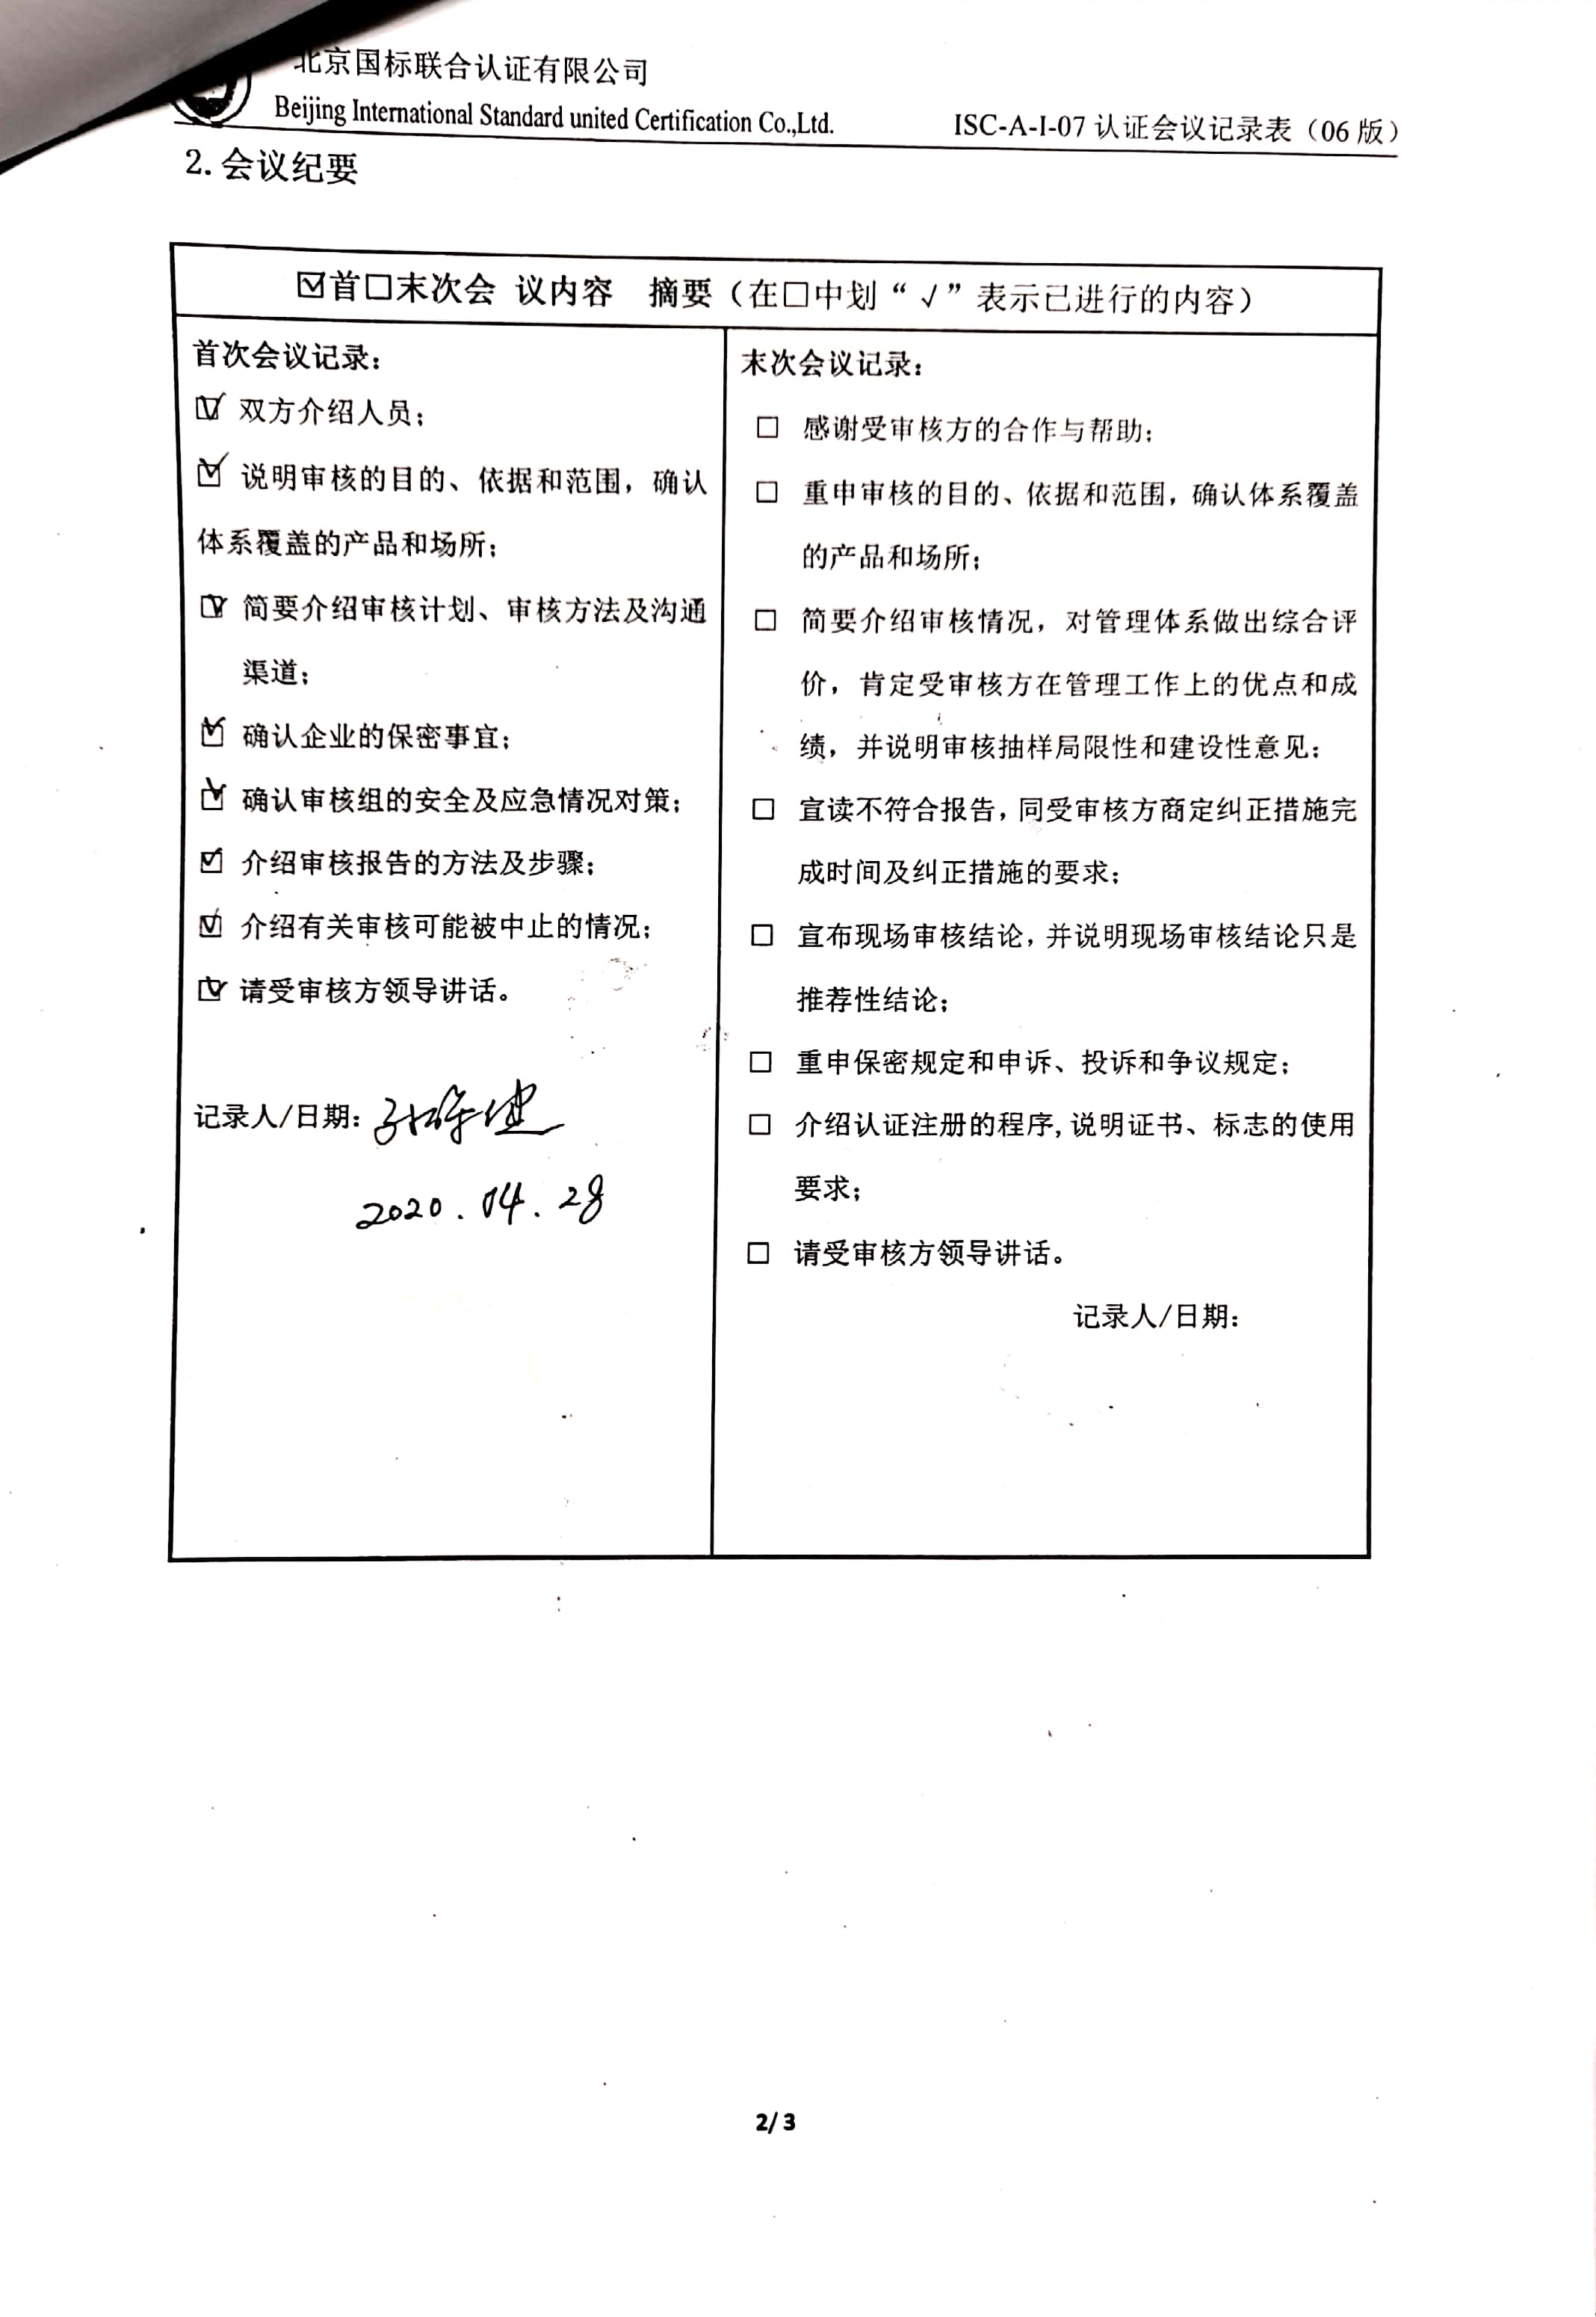 北京国标联合认证有限公司
Beijing International Standard united Certification Co.,Ltd.
ISC-A-I-07 认证会议记录表（06 版）
2. 会议纪要
☑首☐末次会 议内容 摘要（在☐中划“√”表示已进行的内容）
首次会议记录：
☑ 双方介绍人员；
☑ 说明审核的目的、依据和范围，确认
体系覆盖的产品和场所；
☑ 简要介绍审核计划、审核方法及沟通
渠道；
☑ 确认企业的保密事宜；
☑ 确认审核组的安全及应急情况对策；
☑ 介绍审核报告的方法及步骤；
☑ 介绍有关审核可能被中止的情况；
☑ 请受审核方领导讲话。
记录人/日期：
2020.04.28
末次会议记录：
☐ 感谢受审核方的合作与帮助；
☐ 重申审核的目的、依据和范围，确认体系覆盖
的产品和场所；
☐ 简要介绍审核情况，对管理体系做出综合评
价，肯定受审核方在管理工作上的优点和成
绩，并说明审核抽样局限性和建设性意见；
☐ 宣读不符合报告，同受审核方商定纠正措施完
成时间及纠正措施的要求；
☐ 宣布现场审核结论，并说明现场审核结论只是
推荐性结论；
☐ 重申保密规定和申诉、投诉和争议规定；
☐ 介绍认证注册的程序，说明证书、标志的使用
要求；
☐ 请受审核方领导讲话。
记录人/日期：
2/3